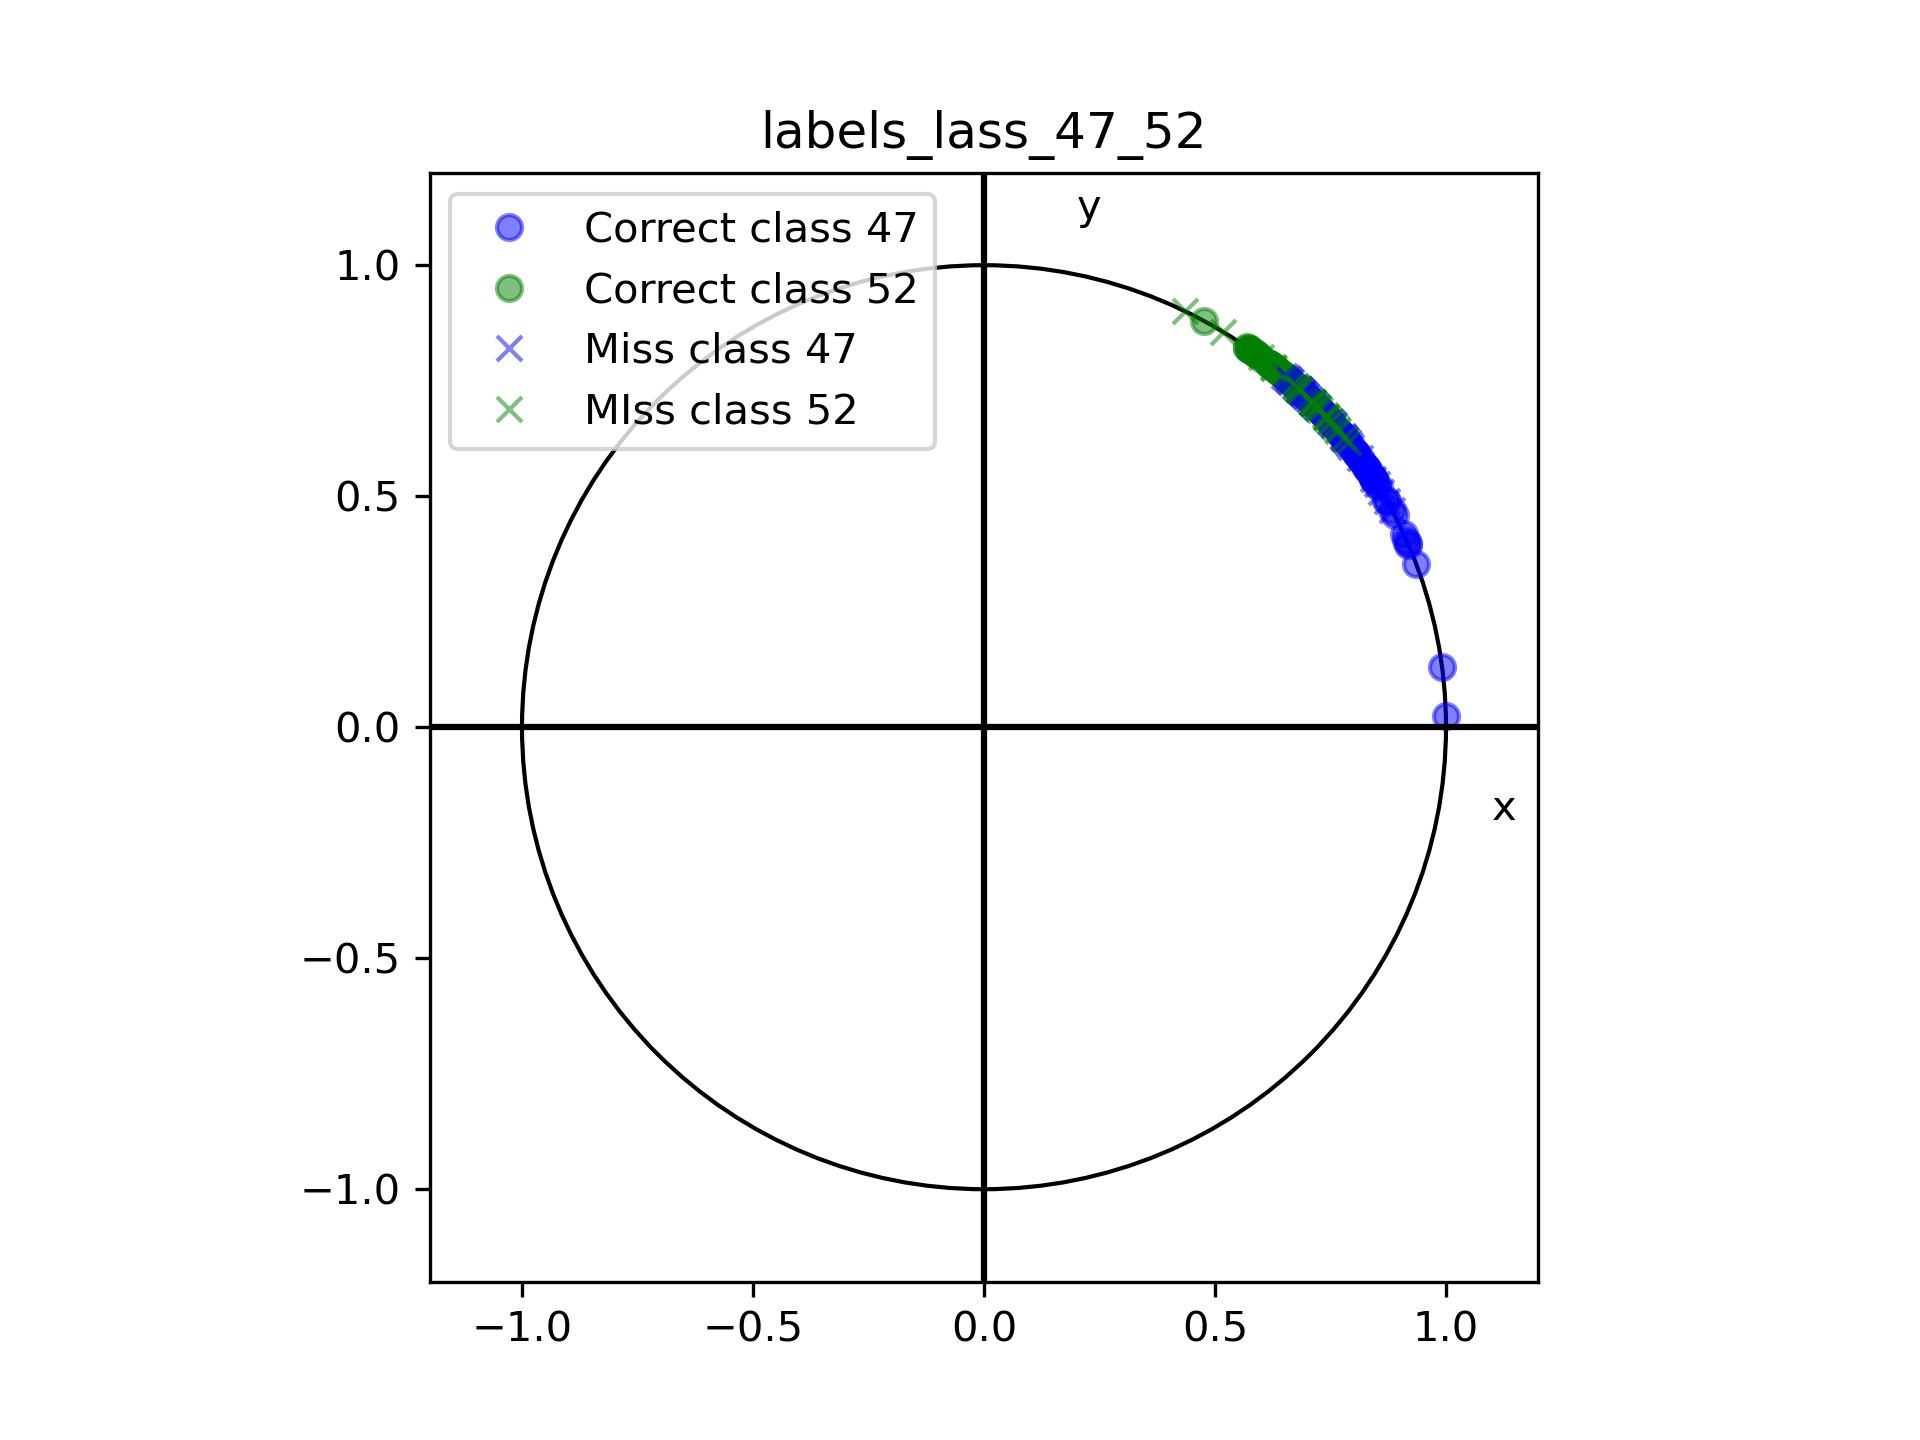 labels_lass_47_52
y
Correct class 47
Correct class 52
Miss class 47
MIss class 52
1.0
0.5
0.0
−0.5
−1.0
x
−1.0 −0.5 0.0 0.5 1.0